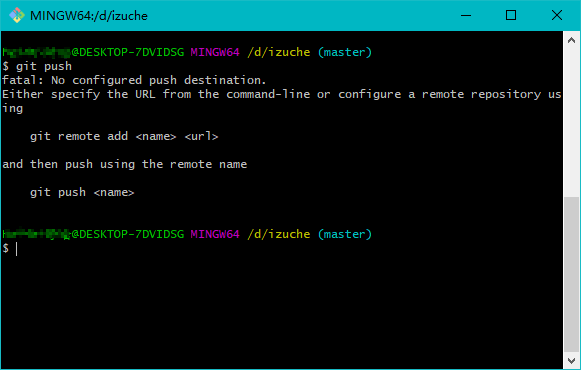 MINGW64:/d/izuche
@DESKTOP-7DVIDSG MINGW64 /d/izuche (master)
$ git push
fatal: No configured push destination.
Either specify the URL from the command-line or configure a remote repository us
ing
git remote add <name> <url>
and then push using the remote name
git push <name>
@DESKTOP-7DVIDSG MINGW64 /d/izuche (master)
$